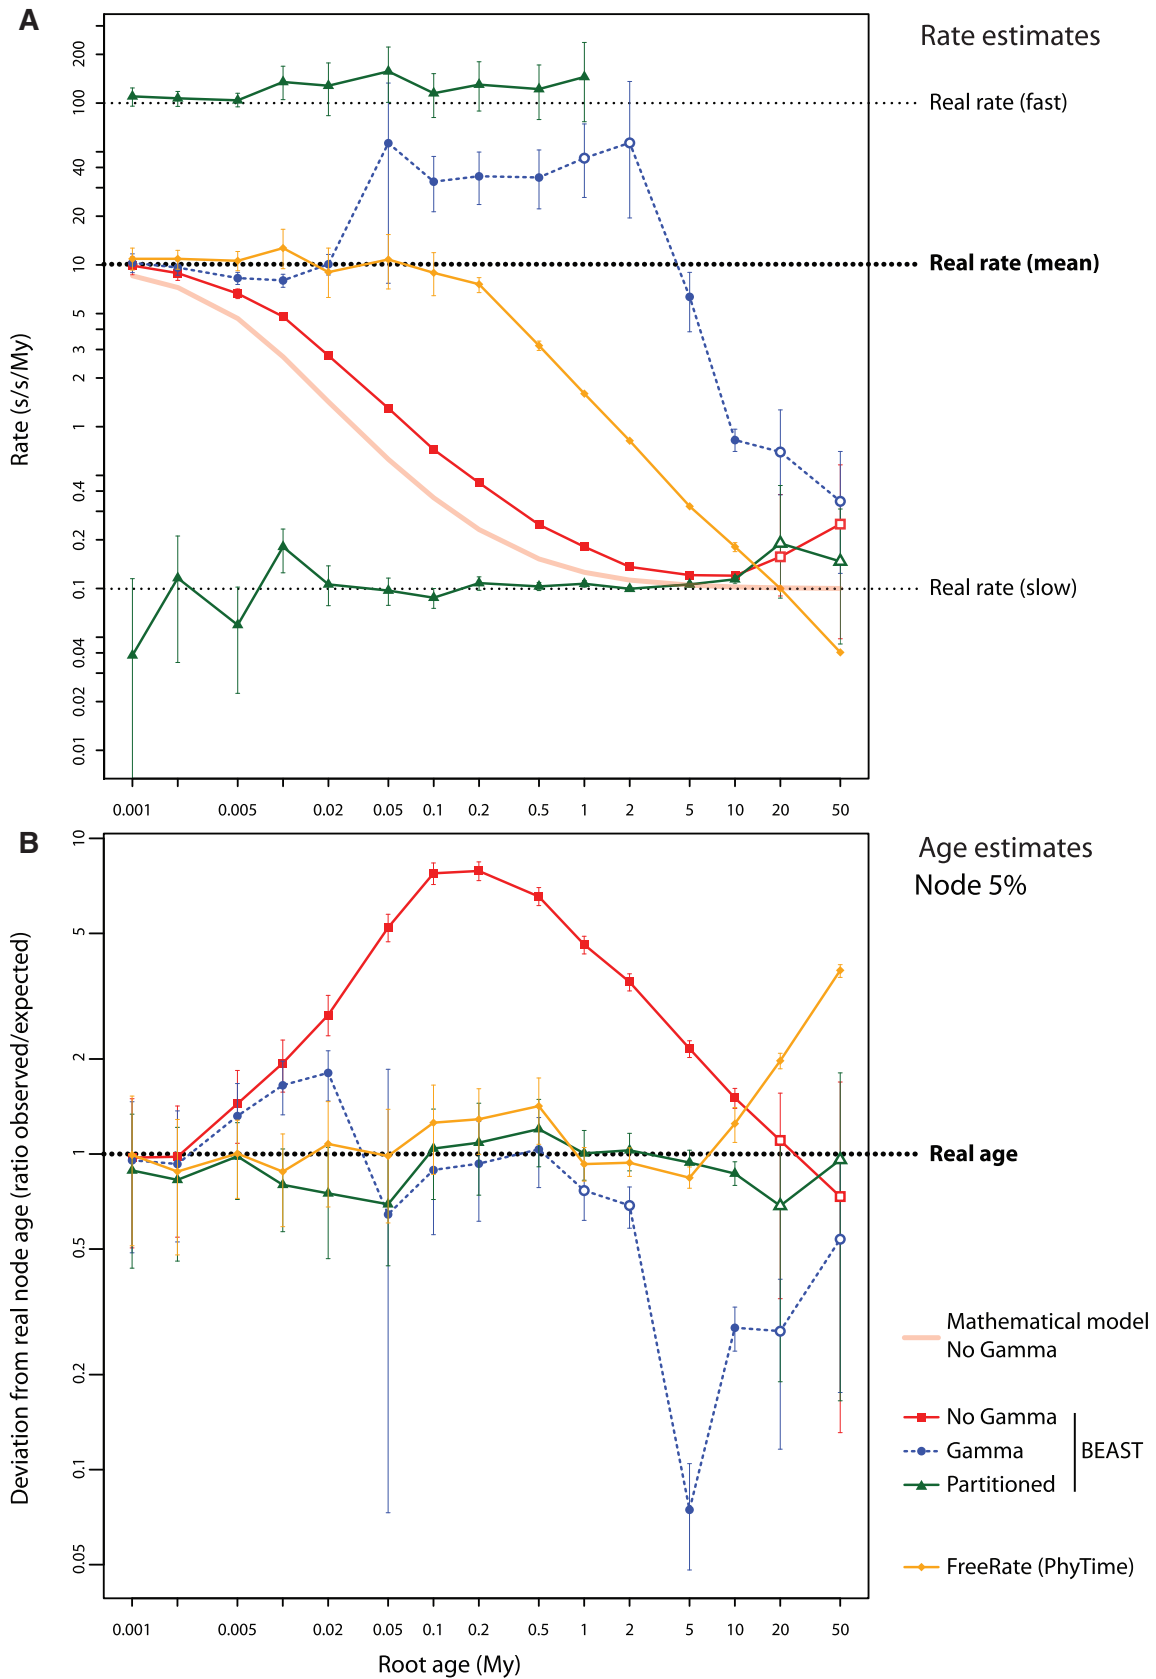 A
Rate estimates
200
100
40
20
10
5
3
2
1
0.4
0.2
0.1
0.04
0.02
0.01
Rate (s/s/My)
Real rate (fast)
Real rate (mean)
Real rate (slow)
0.001 0.005 0.02 0.05 0.1 0.2 0.5 1 2 5 10 20 50
B
Age estimates
Node 5%
10
5
2
1
0.5
0.2
0.1
0.05
Deviation from real node age (ratio observed/expected)
Real age
Mathematical model
No Gamma
No Gamma
Gamma
BEAST
Partitioned
FreeRate (PhyTime)
0.001 0.005 0.02 0.05 0.1 0.2 0.5 1 2 5 10 20 50
Root age (My)